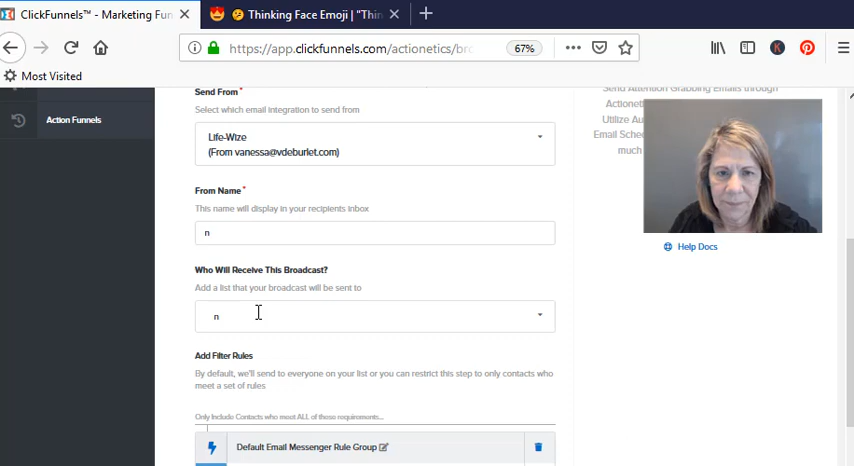 ClickFunnels™ - Marketing Fun
Thinking Face Emoji | "Thin
https://app.clickfunnels.com/actionetics/br
67%
Most Visited
Action Funnels
Send From*
Select which email integration to send from
Life-Wize
(From vanessa@vdeburlet.com)
From Name*
This name will display in your recipients inbox
n
Who Will Receive This Broadcast?
Add a list that your broadcast will be sent to
n
Add Filter Rules
By default, we'll send to everyone on your list or you can restrict this step to only contacts who
meet a set of rules
Only Include Contacts who meet ALL of these requirements...
Default Email Messenger Rule Group
Send Attention Grabbing Emails through
Actionet
Utilize Au
Email Sche
much
Help Docs